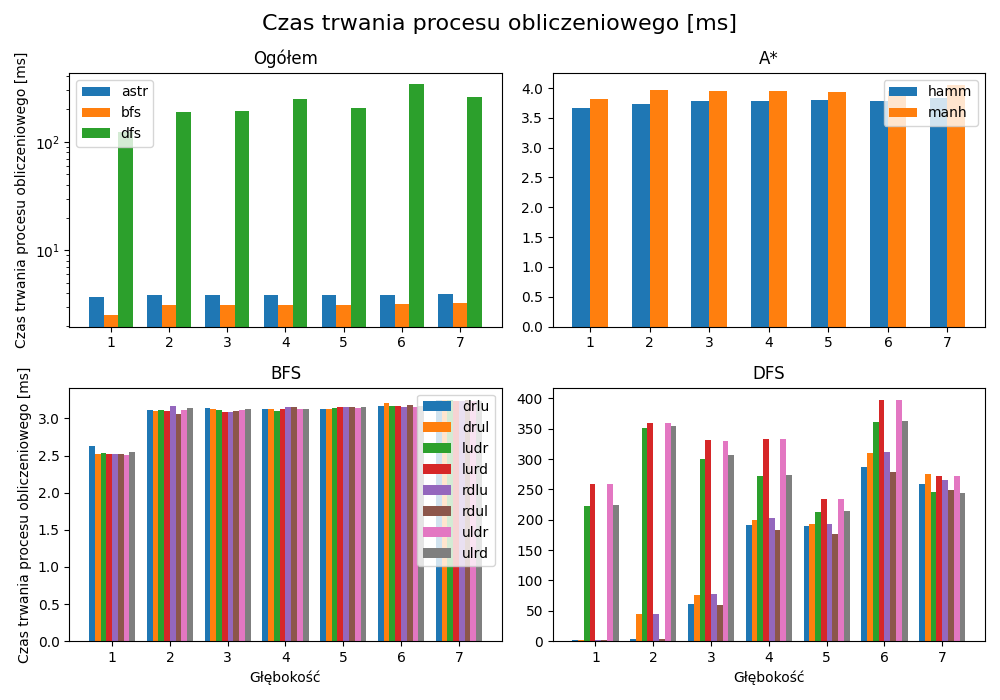 Czas trwania procesu obliczeniowego [ms]
Ogółem
Czas trwania procesu obliczeniowego [ms]
10²
10¹
astr
bfs
dfs
1 2 3 4 5 6 7
A*
4.0
3.5
3.0
2.5
2.0
1.5
1.0
0.5
0.0
hamm
manh
1 2 3 4 5 6 7
BFS
Czas trwania procesu obliczeniowego [ms]
3.0
2.5
2.0
1.5
1.0
0.5
0.0
drlu
drul
ludr
lurd
rdlu
rdul
uldr
ulrd
1 2 3 4 5 6 7
Głębokość
DFS
400
350
300
250
200
150
100
50
0
1 2 3 4 5 6 7
Głębokość